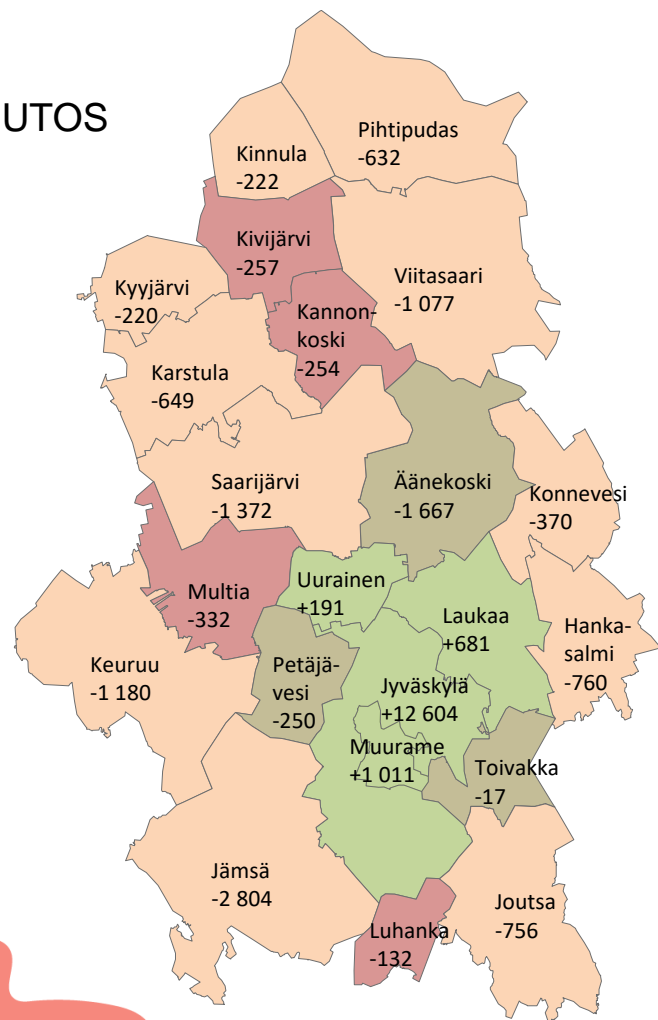 UTOS
Pihtipudas
-632
Kinnula
-222
Kivijärvi
-257
Viitasaari
-1 077
Kyyjärvi
-220
Kannon-
koski
-254
Karstula
-649
Saarijärvi
-1 372
Äänekoski
-1 667
Konnevesi
-370
Multia
-332
Uurainen
+191
Laukaa
+681
Hanka-
salmi
-760
Keuruu
-1 180
Petäjä-
vesi
-250
Jyväskylä
+12 604
Muurame
+1 011
Toivakka
-17
Jämsä
-2 804
Luhanka
-132
Joutsa
-756